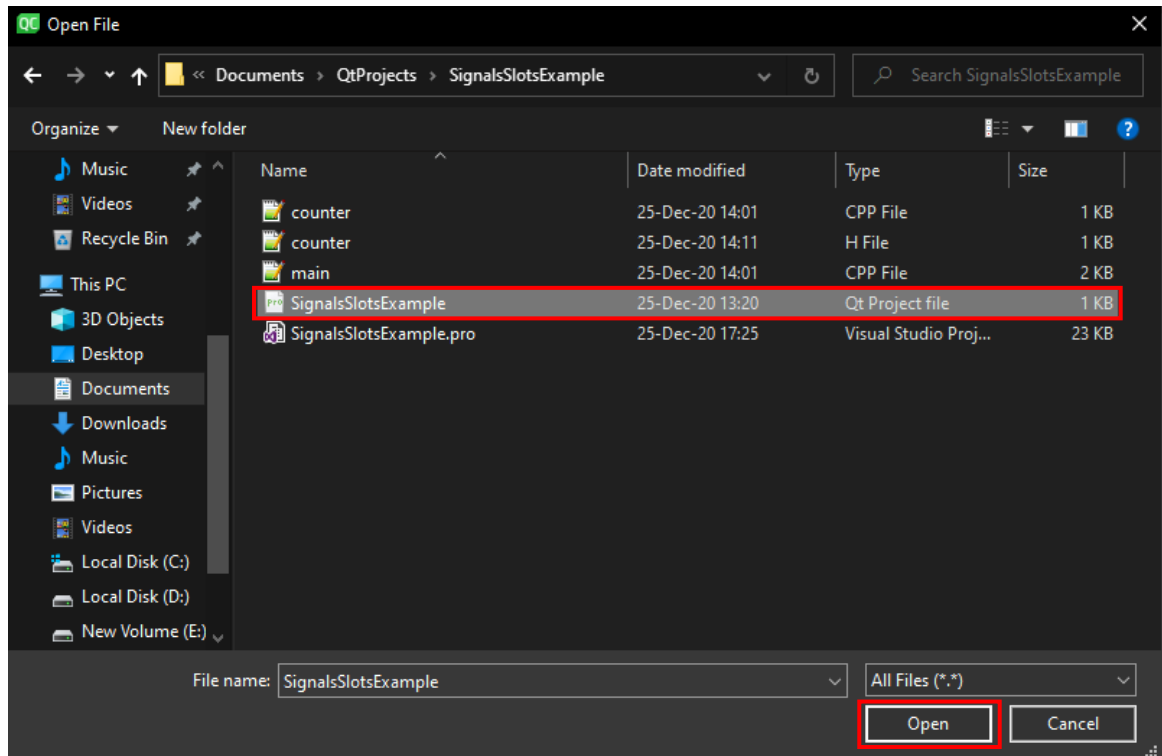 QC Open File
« Documents › QtProjects › SignalsSlotsExample
Search SignalsSlotsExample
Organize New folder
Music
Videos
Recycle Bin
This PC
3D Objects
Desktop
Documents
Downloads
Music
Pictures
Videos
Local Disk (C:)
Local Disk (D:)
New Volume (E:)
Name Date modified Type Size
counter 25-Dec-20 14:01 CPP File 1 KB
counter 25-Dec-20 14:11 H File 1 KB
main 25-Dec-20 14:01 CPP File 2 KB
Pro SignalsSlotsExample 25-Dec-20 13:20 Qt Project file 1 KB
SignalsSlotsExample.pro 25-Dec-20 17:25 Visual Studio Proj... 23 KB
File name: SignalsSlotsExample All Files (*.*)
Open Cancel